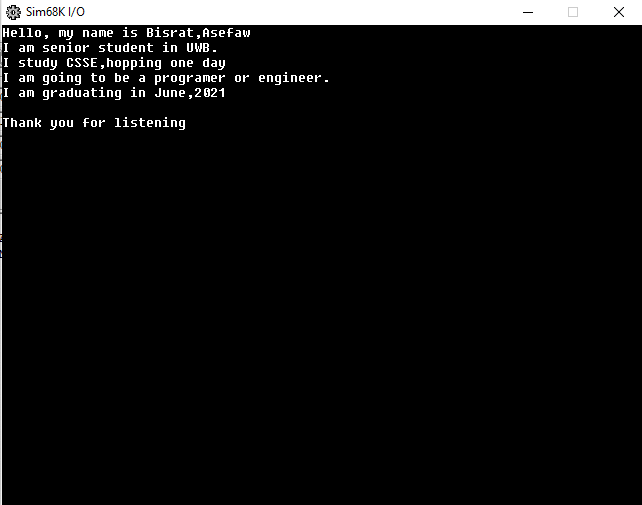 Sim68K I/O
Hello, my name is Bisrat,Asefaw
I am senior student in UWB.
I study CSSE,hopping one day
I am going to be a programer or engineer.
I am graduating in June,2021
Thank you for listening